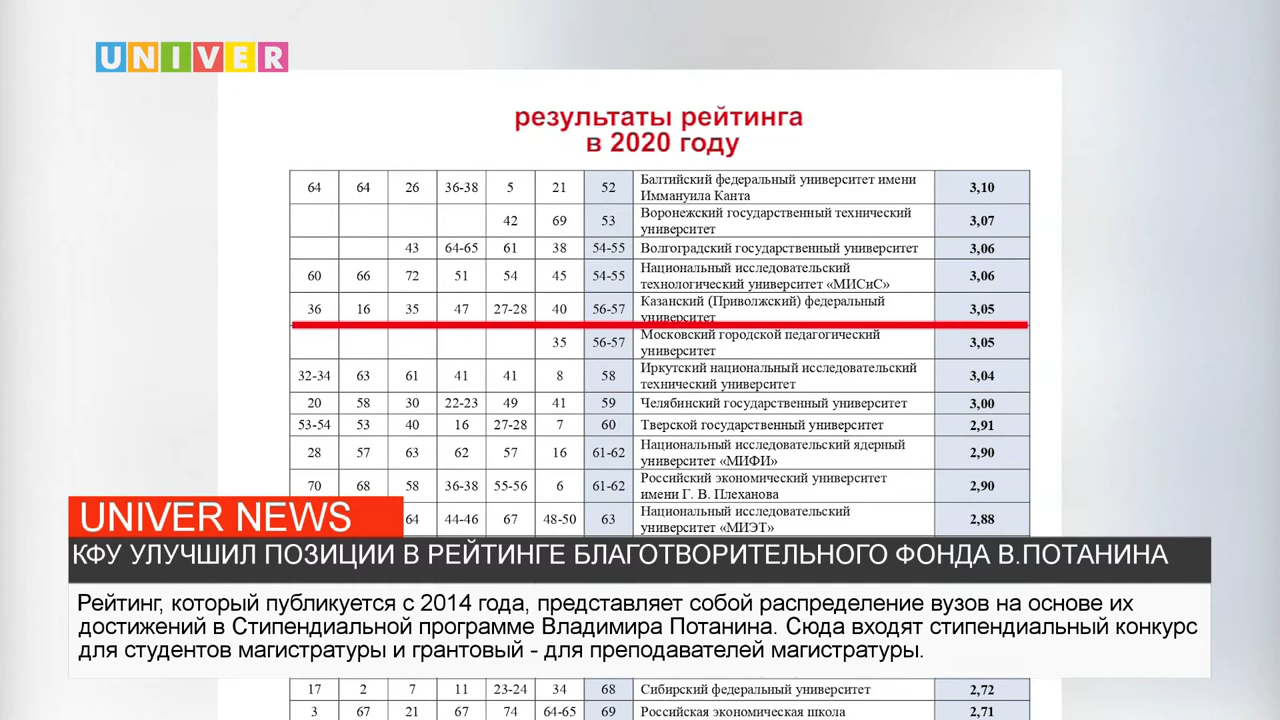 UNIVER
результаты рейтинга
в 2020 году
64 64 26 36-38 5 21 52 Балтийский федеральный университет имени 3,10
Иммануила Канта
42 69 53 Воронежский государственный технический 3,07
университет
43 64-65 61 38 54-55 Волгоградский государственный университет 3,06
60 66 72 51 54 45 54-55 Национальный исследовательский 3,06
технологический университет «МИСиС»
36 16 35 47 27-28 40 56-57 Казанский (Приволжский) федеральный 3,05
университет
35 56-57 Московский городской педагогический 3,05
университет
32-34 63 61 41 41 8 58 Иркутский национальный исследовательский 3,04
технический университет
20 58 30 22-23 49 41 59 Челябинский государственный университет 3,00
53-54 53 40 16 27-28 7 60 Тверской государственный университет 2,91
28 57 63 62 57 16 61-62 Национальный исследовательский ядерный 2,90
университет «МИФИ»
70 68 58 36-38 55-56 6 61-62 Российский экономический университет 2,90
имени Г. В. Плеханова
64 44-46 67 48-50 63 Национальный исследовательский 2,88
университет «МИЭТ»
UNIVER NEWS
КФУ УЛУЧШИЛ ПОЗИЦИИ В РЕЙТИНГЕ БЛАГОТВОРИТЕЛЬНОГО ФОНДА В.ПОТАНИНА
Рейтинг, который публикуется с 2014 года, представляет собой распределение вузов на основе их
достижений в Стипендиальной программе Владимира Потанина. Сюда входят стипендиальный конкурс
для студентов магистратуры и грантовый - для преподавателей магистратуры.
17 2 7 11 23-24 34 68 Сибирский федеральный университет 2,72
3 67 21 67 74 64-65 69 Российская экономическая школа 2,71